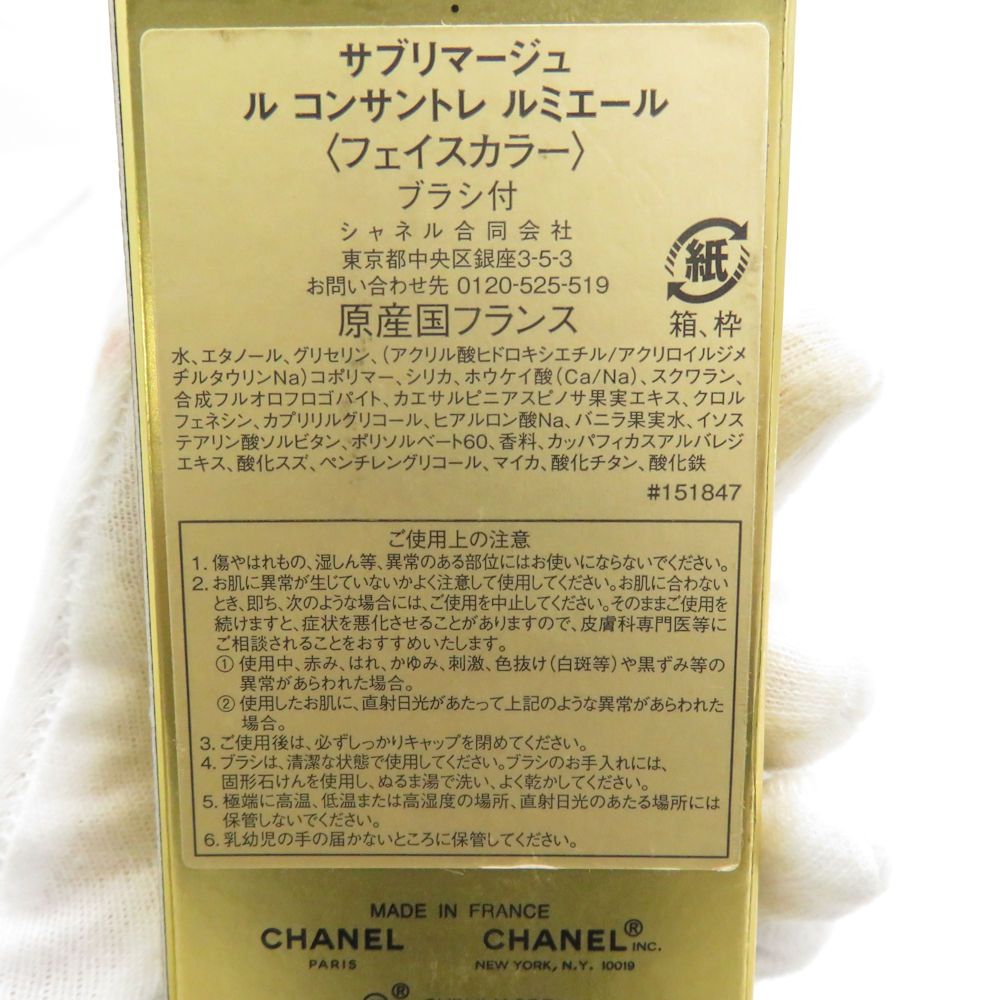 サブリマージュ
ル コンサントレ ルミエール
〈フェイスカラー〉
ブラシ付
シャネル合同会社
東京都中央区銀座3-5-3
お問い合わせ先 0120-525-519
原産国フランス
紙
箱、枠
水、エタノール、グリセリン、（アクリル酸ヒドロキシエチル/アクリロイルジメ
チルタウリンNa）コポリマー、シリカ、ホウケイ酸（Ca/Na）、スクワラン、
合成フルオロフロゴパイト、カエサルピニアスピノサ果実エキス、クロル
フェネシン、カプリリルグリコール、ヒアルロン酸Na、バニラ果実水、イソス
テアリン酸ソルビタン、ポリソルベート60、香料、カッパフィカスアルバレジ
エキス、酸化スズ、ペンチレングリコール、マイカ、酸化チタン、酸化鉄
#151847
ご使用上の注意
1. 傷やはれもの、湿しん等、異常のある部位にはお使いにならないでください。
2. お肌に異常が生じていないかよく注意して使用してください。お肌に合わない
とき、即ち、次のような場合には、ご使用を中止してください。そのままご使用を
続けますと、症状を悪化させることがありますので、皮膚科専門医等に
ご相談されることをおすすめいたします。
① 使用中、赤み、はれ、かゆみ、刺激、色抜け（白斑等）や黒ずみ等の
異常があらわれた場合。
② 使用したお肌に、直射日光があたって上記のような異常があらわれた
場合。
3. ご使用後は、必ずしっかりキャップを閉めてください。
4. ブラシは、清潔な状態で使用してください。ブラシのお手入れには、
固形石けんを使用し、ぬるま湯で洗い、よく乾かしてください。
5. 極端に高温、低温または高湿度の場所、直射日光のあたる場所には
保管しないでください。
6. 乳幼児の手の届かないところに保管してください。
MADE IN FRANCE
CHANEL CHANEL® INC.
PARIS NEW YORK, N.Y. 10019